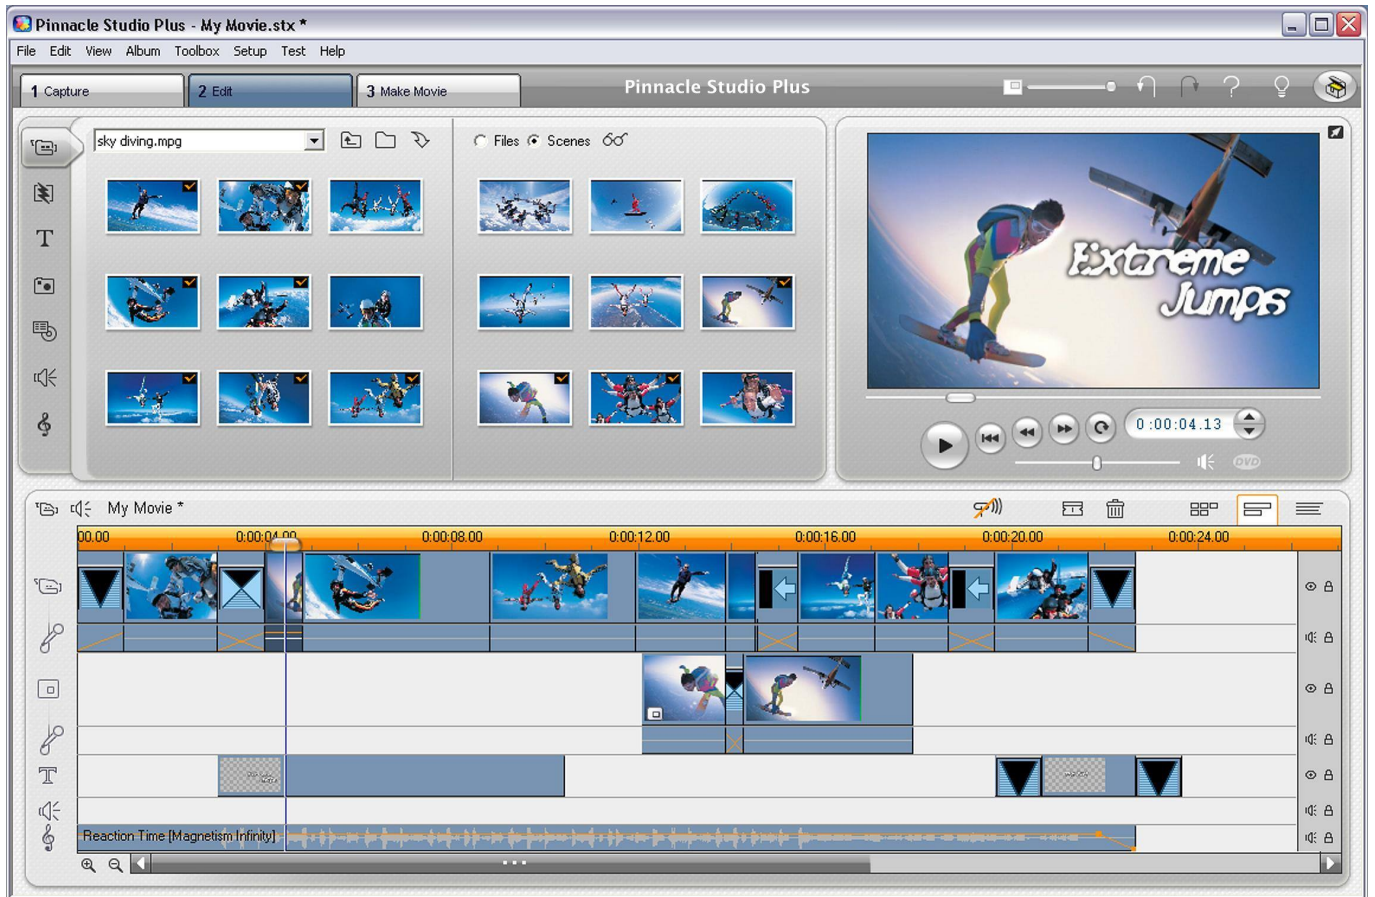 Pinnacle Studio Plus - My Movie.stx *
File Edit View Album Toolbox Setup Test Help
1 Capture 2 Edit 3 Make Movie Pinnacle Studio Plus
sky diving.mpg Files Scenes
Extreme
Jumps
0:00:04.13
DVD
My Movie *
00.00 0:00:04.00 0:00:08.00 0:00:12.00 0:00:16.00 0:00:20.00 0:00:24.00
Reaction Time [Magnetism Infinity]